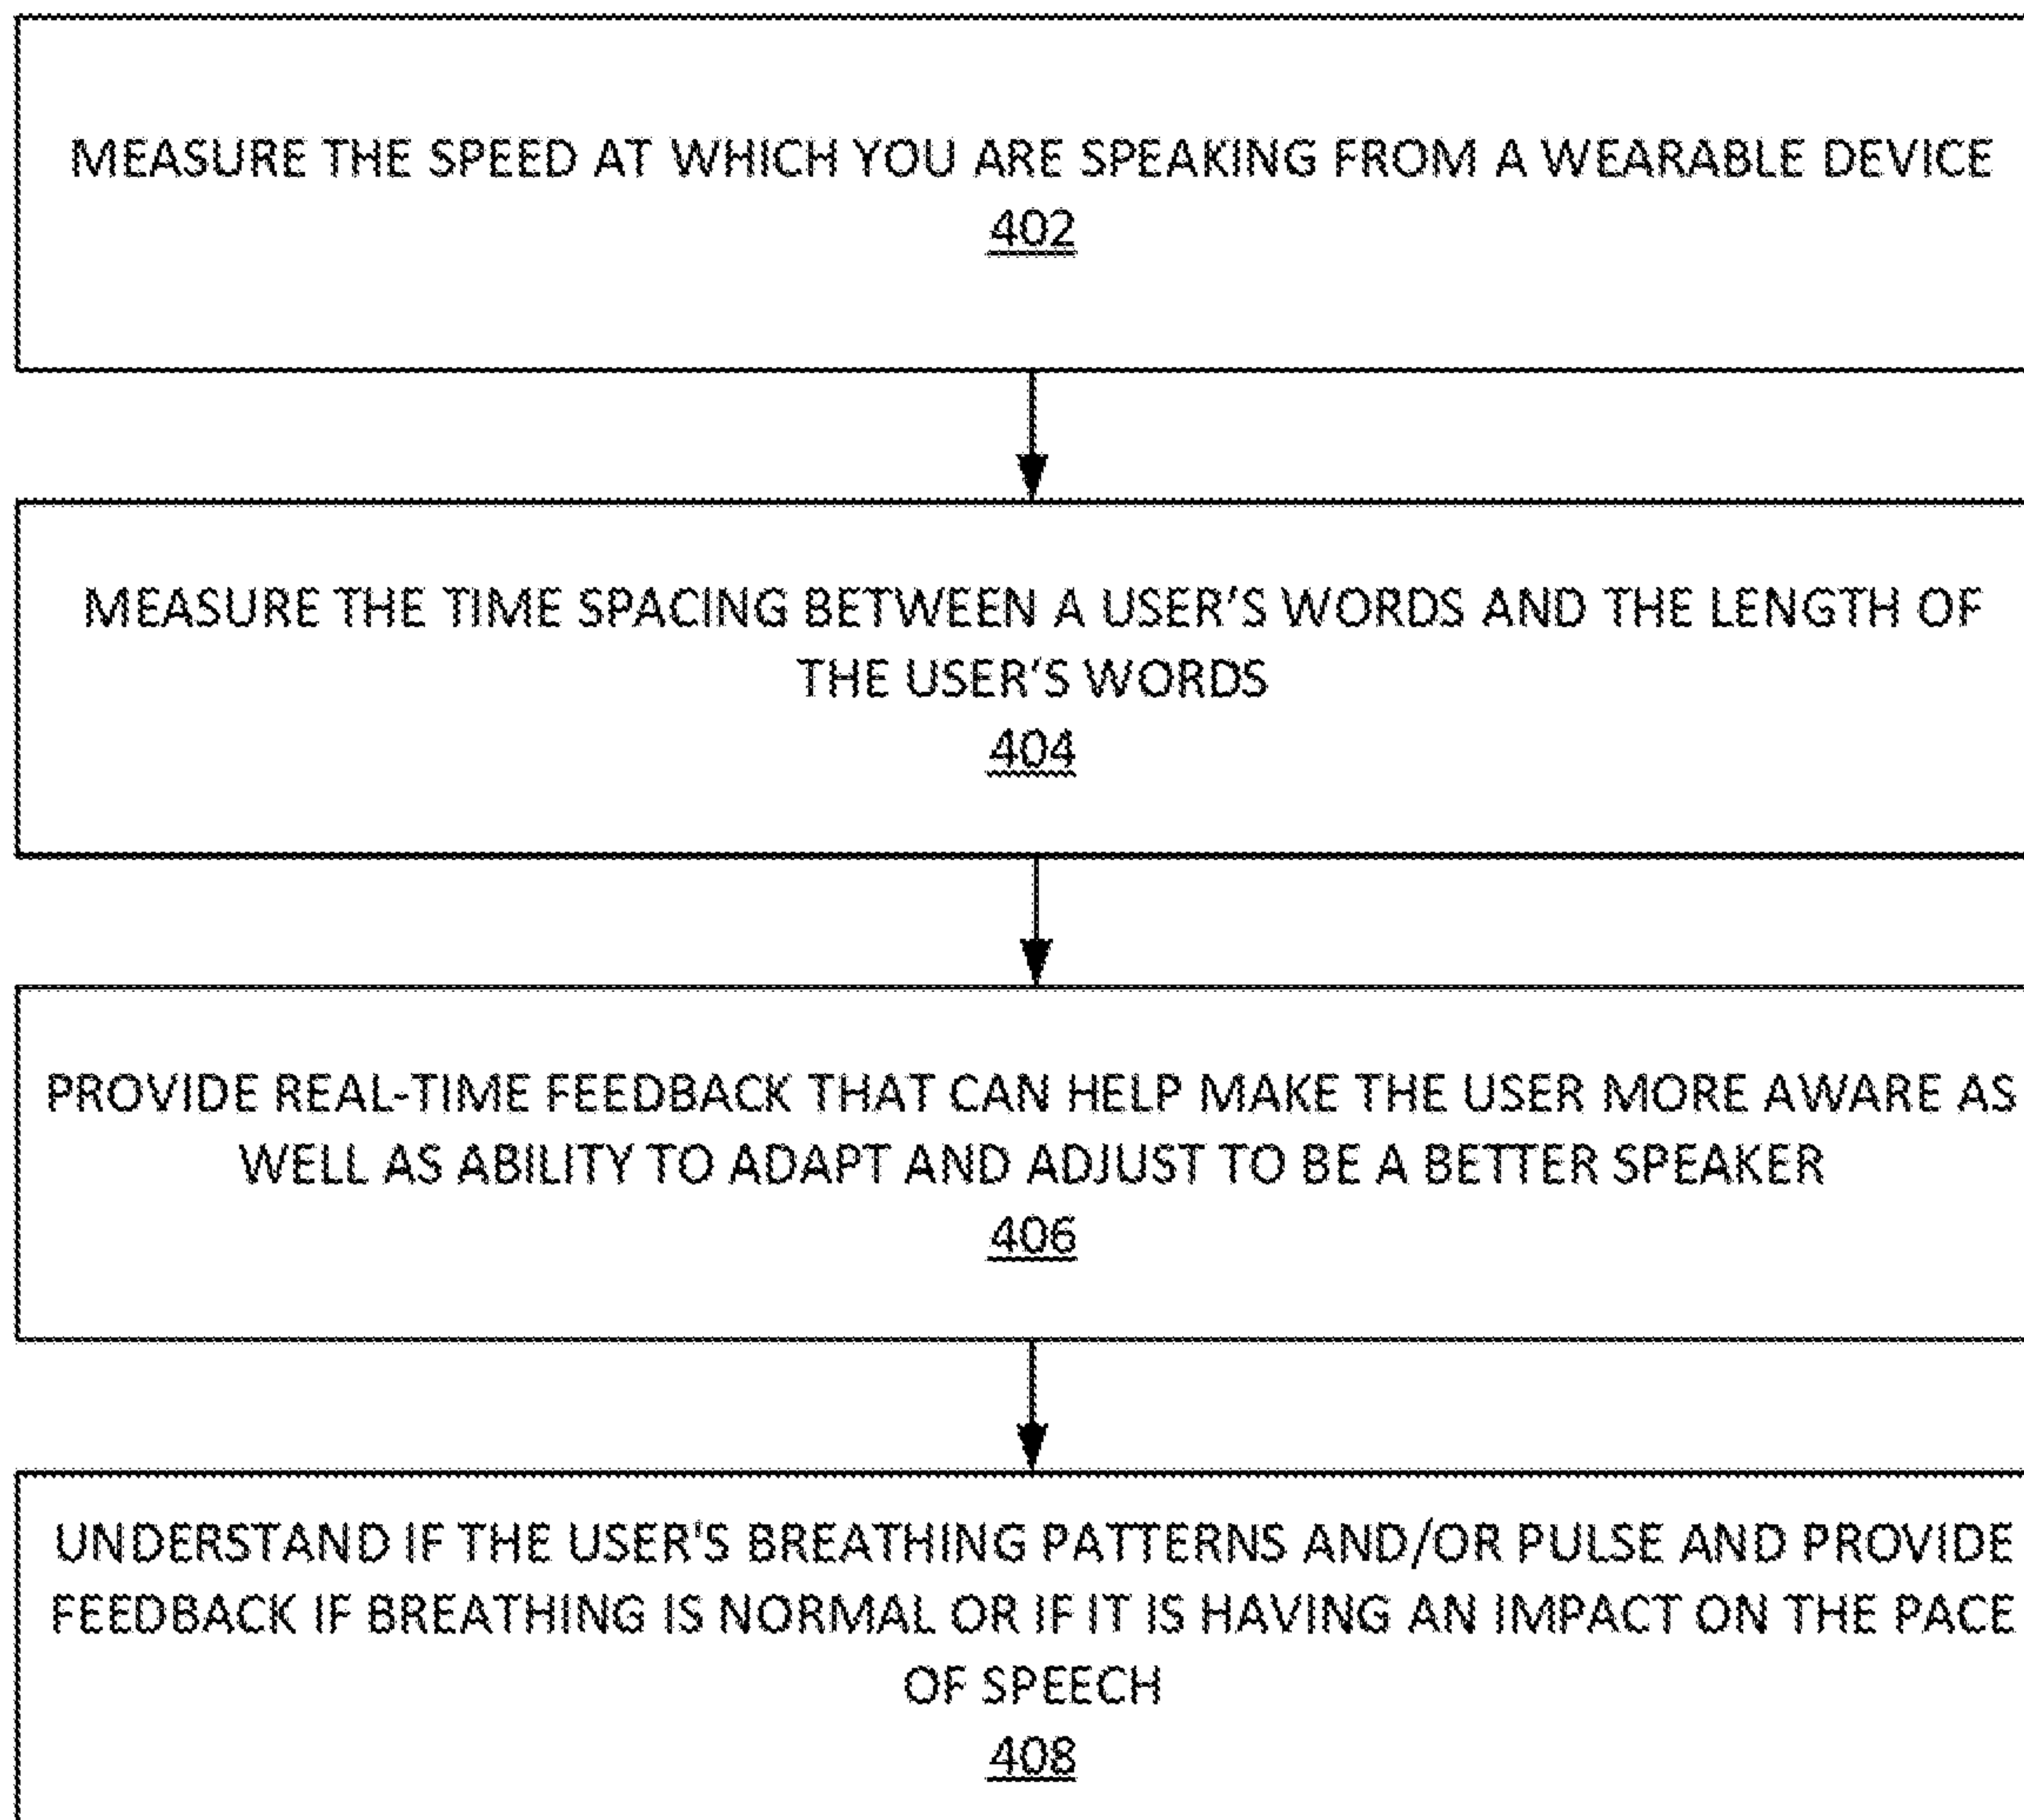 MEASURE THE SPEED AT WHICH YOU ARE SPEAKING FROM A WEARABLE DEVICE
402
MEASURE THE TIME SPACING BETWEEN A USER’S WORDS AND THE LENGTH OF
THE USER’S WORDS
404
PROVIDE REAL-TIME FEEDBACK THAT CAN HELP MAKE THE USER MORE AWARE AS
WELL AS ABILITY TO ADAPT AND ADJUST TO BE A BETTER SPEAKER
406
UNDERSTAND IF THE USER'S BREATHING PATTERNS AND/OR PULSE AND PROVIDE
FEEDBACK IF BREATHING IS NORMAL OR IF IT IS HAVING AN IMPACT ON THE PACE
OF SPEECH
408